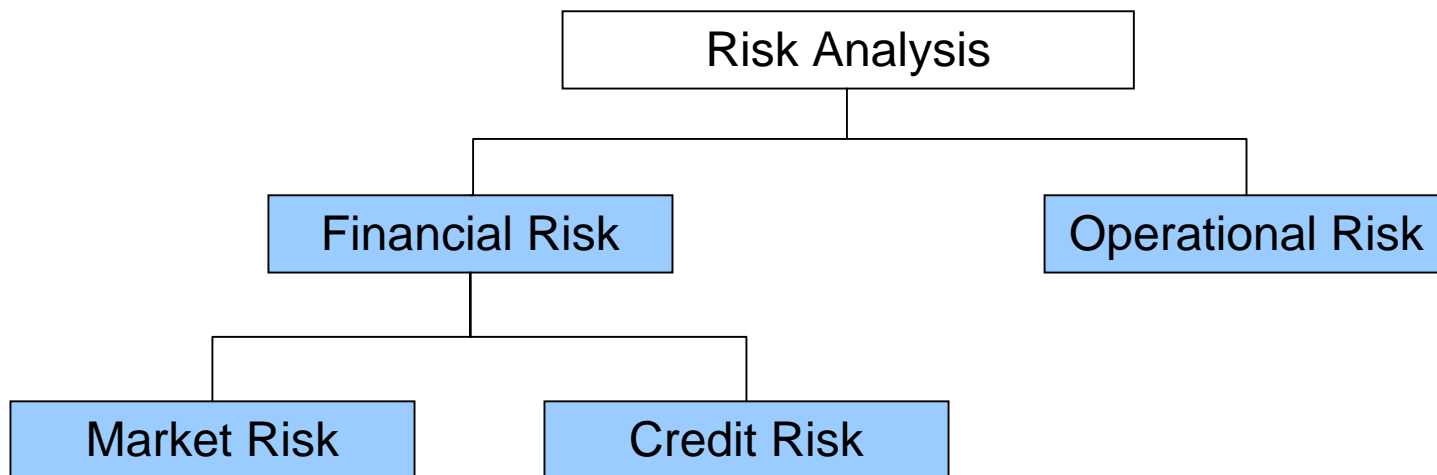 Risk Analysis
Financial Risk
Operational Risk
Market Risk
Credit Risk